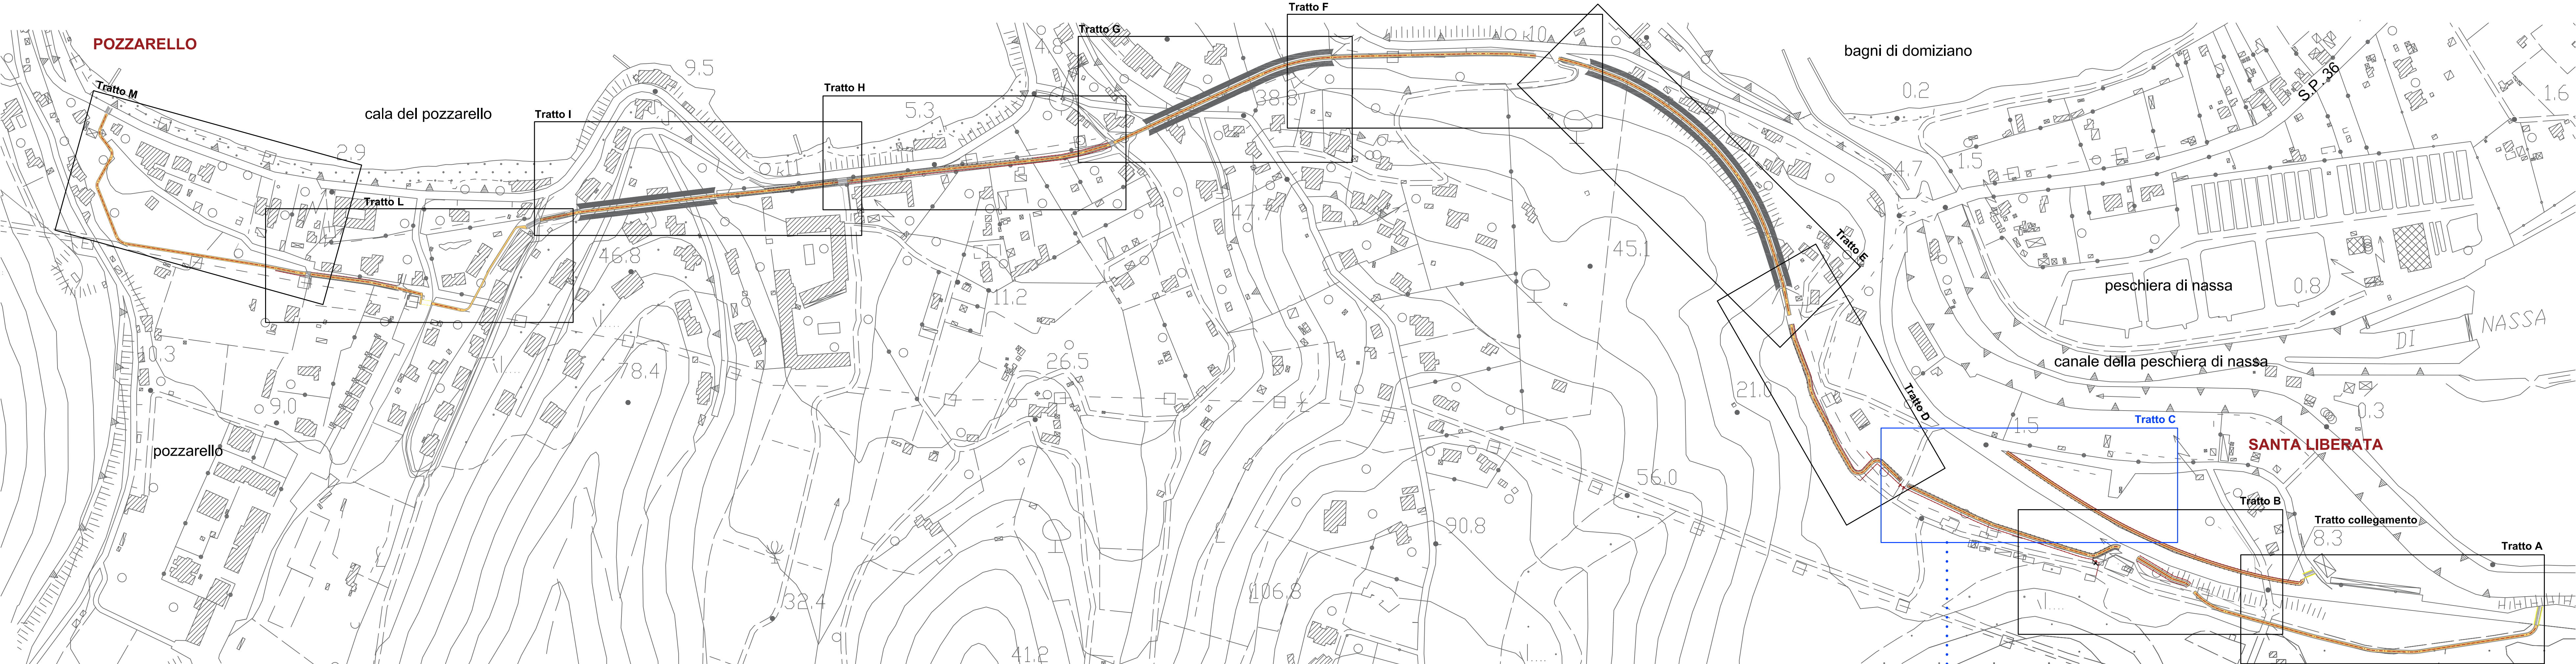 Tratto F
Tratto G
POZZARELLO
4.8
k10
bagni di domiziano
9.5
S.P. 36
Tratto M
Tratto H
0.2
1.6
cala del pozzarello
Tratto I
5.3
38.8
2.9
k11
1.5
4.7
Tratto L
47.7
Tratto E
46.8
45.1
11.2
peschiera di nassa
0.8
NASSA
DI
10.3
26.5
canale della peschiera di nassa
78.4
21.0
Tratto D
9.0
0.3
Tratto C
1.5
SANTA LIBERATA
pozzarello
56.0
Tratto B
90.8
Tratto collegamento
8.3
Tratto A
106.8
32.4
41.2